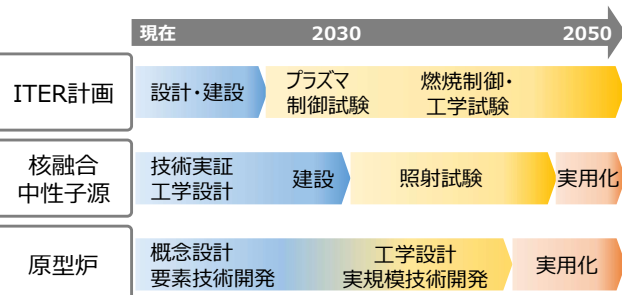 現在 2030 2050
ITER計画
設計・建設
プラズマ
制御試験
燃焼制御・
工学試験
核融合
中性子源
技術実証
工学設計
建設
照射試験
実用化
原型炉
概念設計
要素技術開発
工学設計
実規模技術開発
実用化